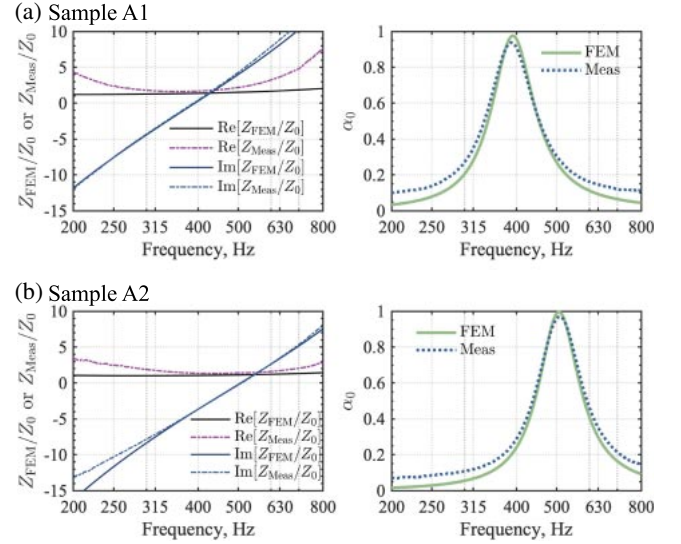 (a) Sample A1
Z_FEM/Z_0 or Z_Meas/Z_0
10
5
0
-5
-10
-15
Re[Z_FEM/Z_0]
Re[Z_Meas/Z_0]
Im[Z_FEM/Z_0]
Im[Z_Meas/Z_0]
200 250 315 400 500 630 800
Frequency, Hz
α_0
1
0.8
0.6
0.4
0.2
0
FEM
Meas
200 250 315 400 500 630 800
Frequency, Hz
(b) Sample A2
Z_FEM/Z_0 or Z_Meas/Z_0
10
5
0
-5
-10
-15
Re[Z_FEM/Z_0]
Re[Z_Meas/Z_0]
Im[Z_FEM/Z_0]
Im[Z_Meas/Z_0]
200 250 315 400 500 630 800
Frequency, Hz
α_0
1
0.8
0.6
0.4
0.2
0
FEM
Meas
200 250 315 400 500 630 800
Frequency, Hz